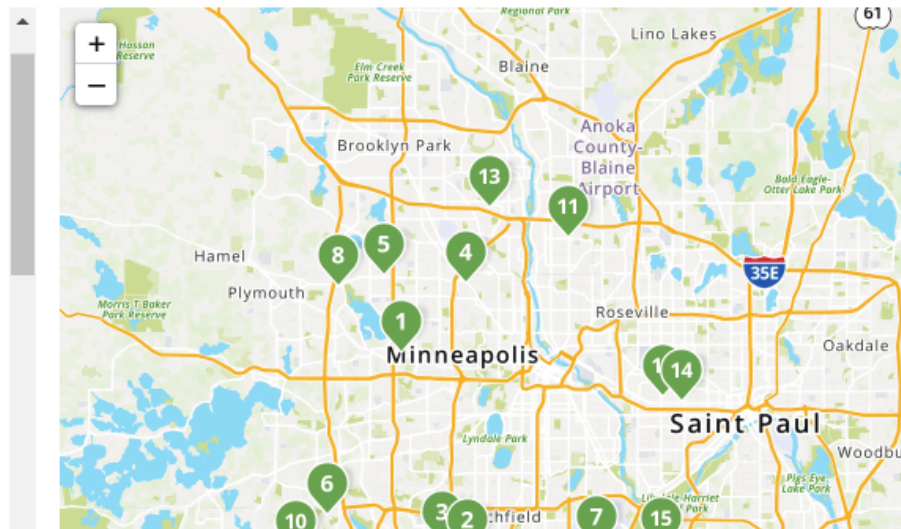 Regional Park
61
+
Hassan
Reserve
Lino Lakes
−
Elm Creek
Park Reserve
Blaine
Anoka
County-
Blaine
Airport
Brooklyn Park
13
Bald Eagle-
Otter Lake Park
11
8
5
4
Hamel
35E
Plymouth
Morris T Baker
Park Reserve
1
Roseville
Minneapolis
Oakdale
14
Saint Paul
Lyndale Park
Woodbu
6
Pigs Eye
Lake Park
10
3
2
chfield
7
15